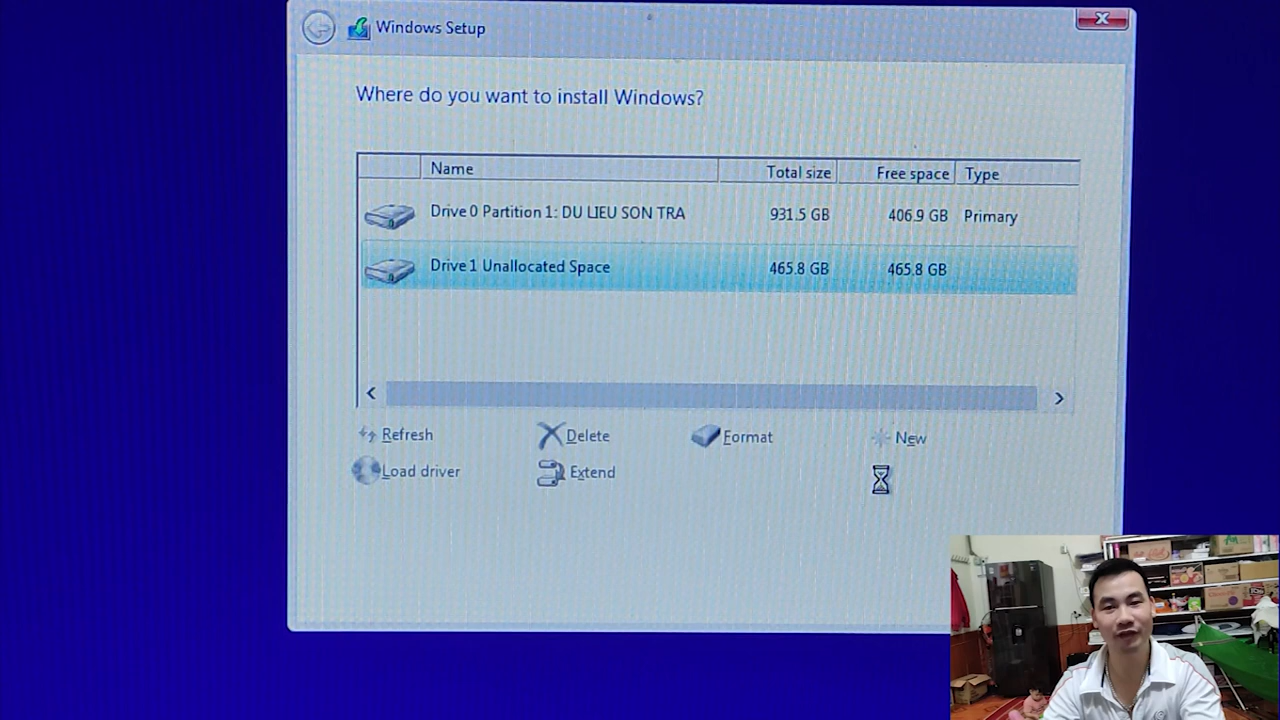 Windows Setup
Where do you want to install Windows?
Name Total size Free space Type
Drive 0 Partition 1: DU LIEU SON TRA 931.5 GB 406.9 GB Primary
Drive 1 Unallocated Space 465.8 GB 465.8 GB
Refresh Delete Format New
Load driver Extend